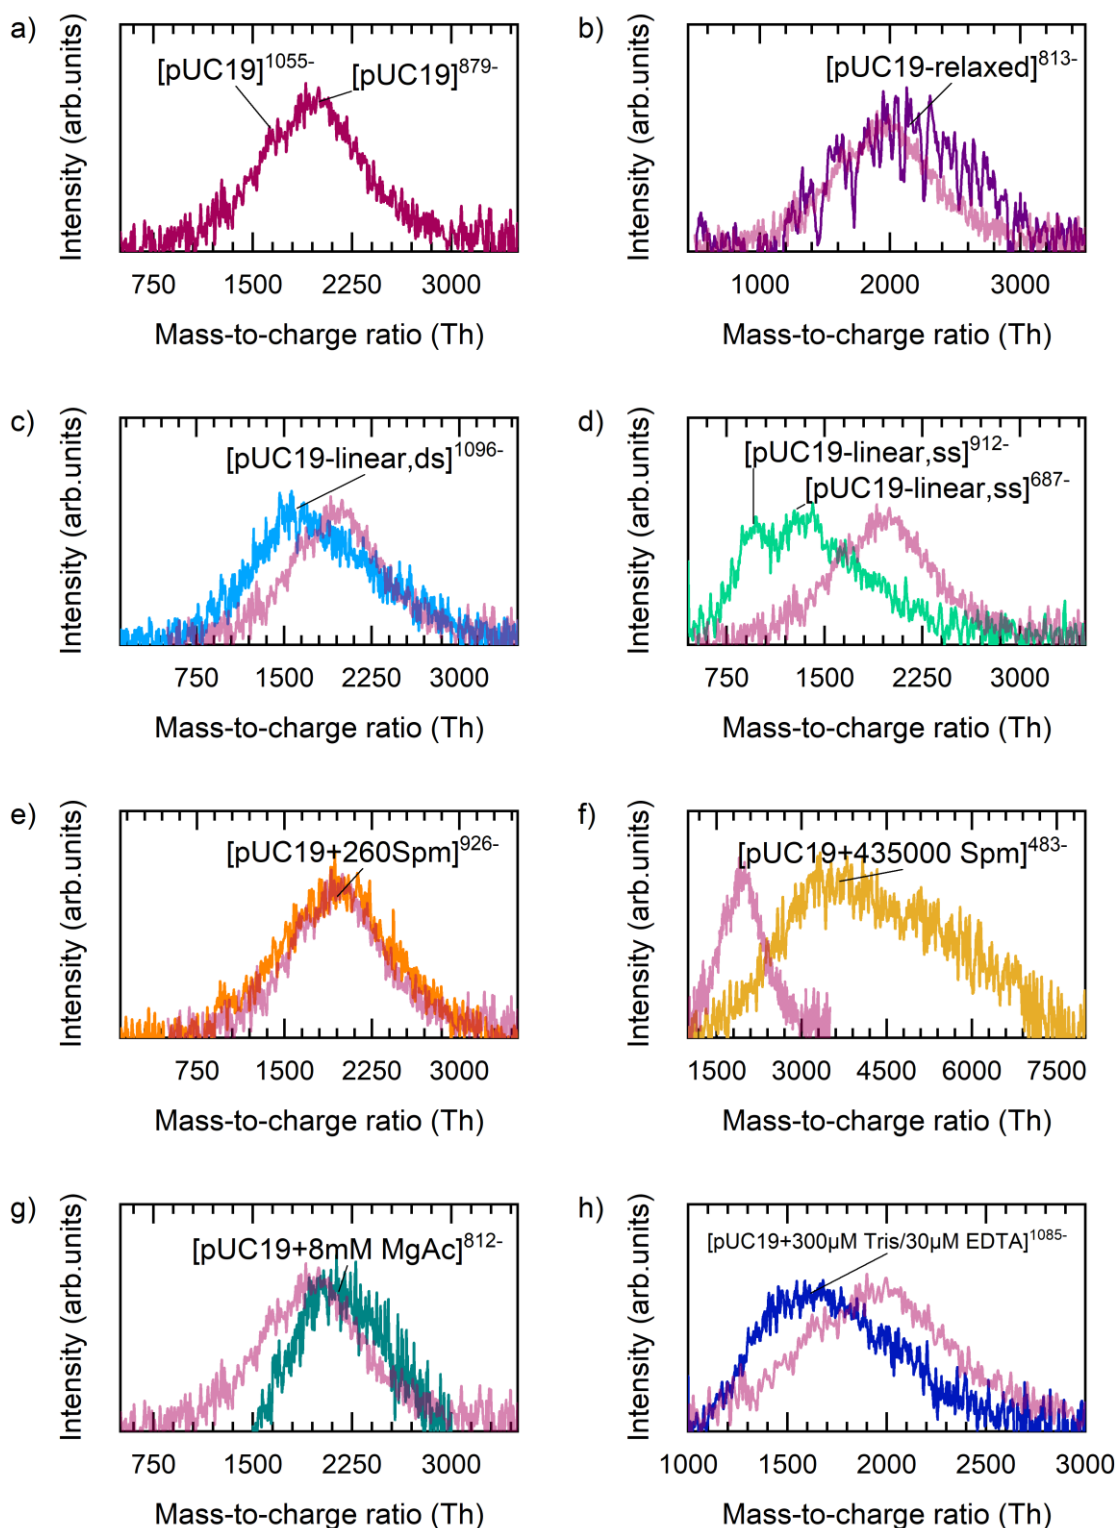 a)
Intensity (arb.units)
[pUC19]1055-
[pUC19]879-
750 1500 2250 3000
Mass-to-charge ratio (Th)
b)
Intensity (arb.units)
[pUC19-relaxed]813-
1000 2000 3000
Mass-to-charge ratio (Th)
c)
Intensity (arb.units)
[pUC19-linear,ds]1096-
750 1500 2250 3000
Mass-to-charge ratio (Th)
d)
Intensity (arb.units)
[pUC19-linear,ss]912-
[pUC19-linear,ss]687-
750 1500 2250 3000
Mass-to-charge ratio (Th)
e)
Intensity (arb.units)
[pUC19+260Spm]926-
750 1500 2250 3000
Mass-to-charge ratio (Th)
f)
Intensity (arb.units)
[pUC19+435000 Spm]483-
1500 3000 4500 6000 7500
Mass-to-charge ratio (Th)
g)
Intensity (arb.units)
[pUC19+8mM MgAc]812-
750 1500 2250 3000
Mass-to-charge ratio (Th)
h)
Intensity (arb.units)
[pUC19+300µM Tris/30µM EDTA]1085-
1000 1500 2000 2500 3000
Mass-to-charge ratio (Th)